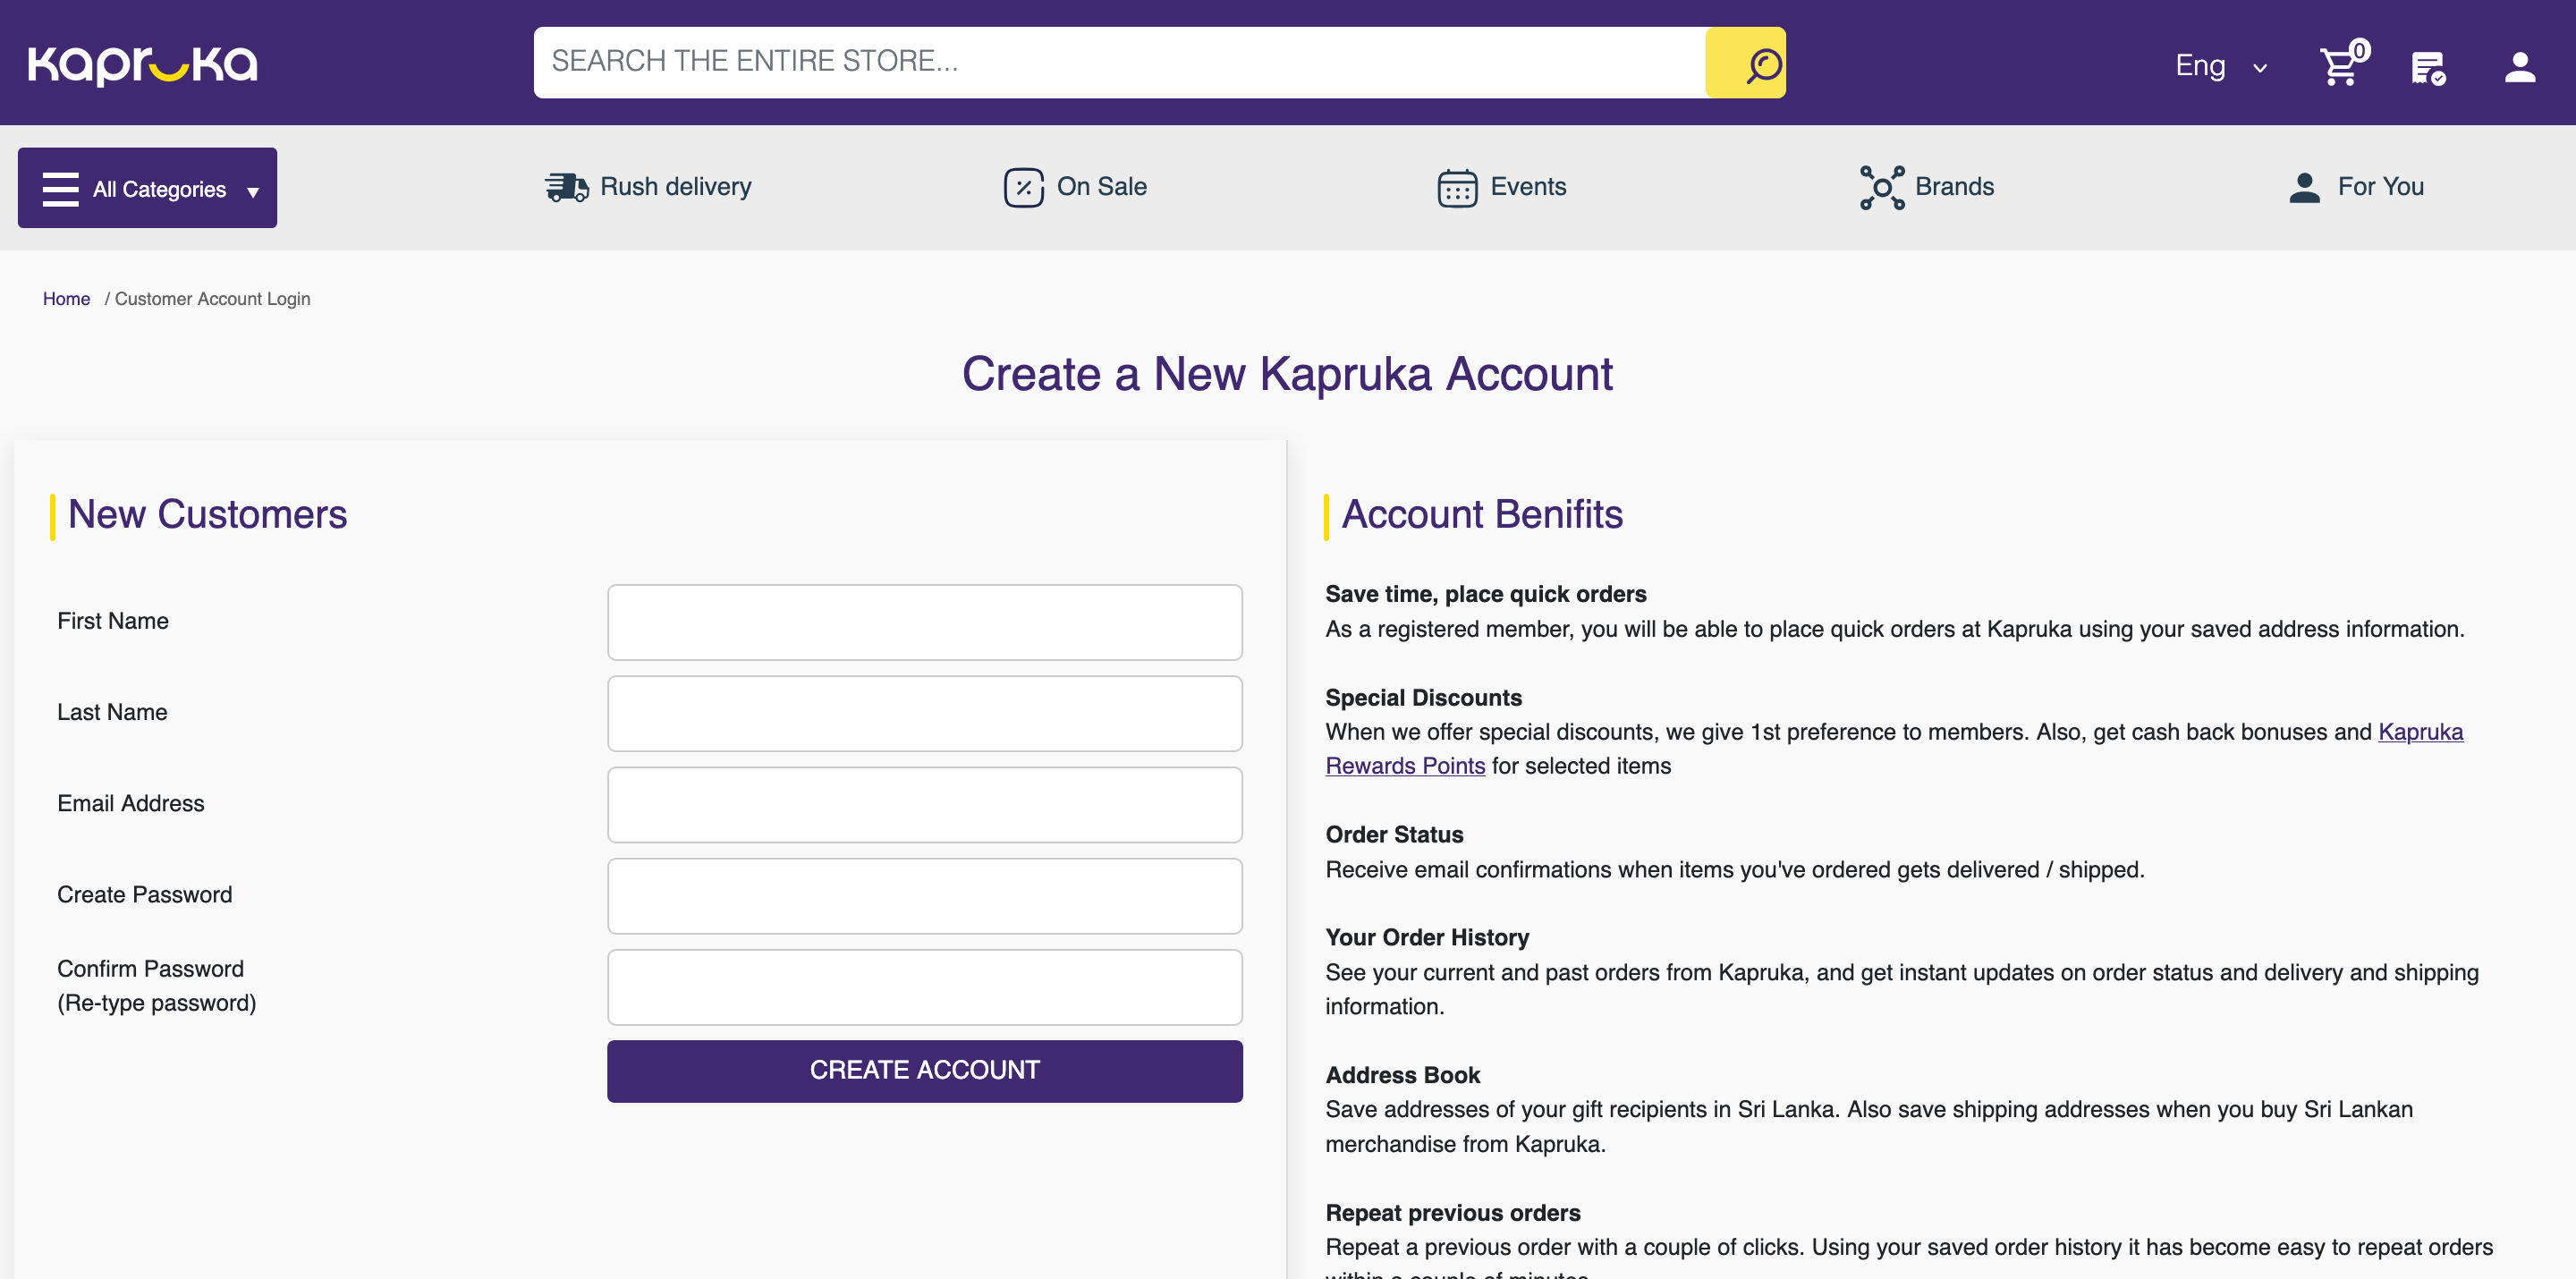 Kapruka
SEARCH THE ENTIRE STORE...
Eng
0
All Categories
Rush delivery
On Sale
Events
Brands
For You
Home / Customer Account Login
Create a New Kapruka Account
New Customers
First Name
Last Name
Email Address
Create Password
Confirm Password
(Re-type password)
CREATE ACCOUNT
Account Benifits
Save time, place quick orders
As a registered member, you will be able to place quick orders at Kapruka using your saved address information.
Special Discounts
When we offer special discounts, we give 1st preference to members. Also, get cash back bonuses and Kapruka
Rewards Points for selected items
Order Status
Receive email confirmations when items you've ordered gets delivered / shipped.
Your Order History
See your current and past orders from Kapruka, and get instant updates on order status and delivery and shipping
information.
Address Book
Save addresses of your gift recipients in Sri Lanka. Also save shipping addresses when you buy Sri Lankan
merchandise from Kapruka.
Repeat previous orders
Repeat a previous order with a couple of clicks. Using your saved order history it has become easy to repeat orders
within a couple of minutes